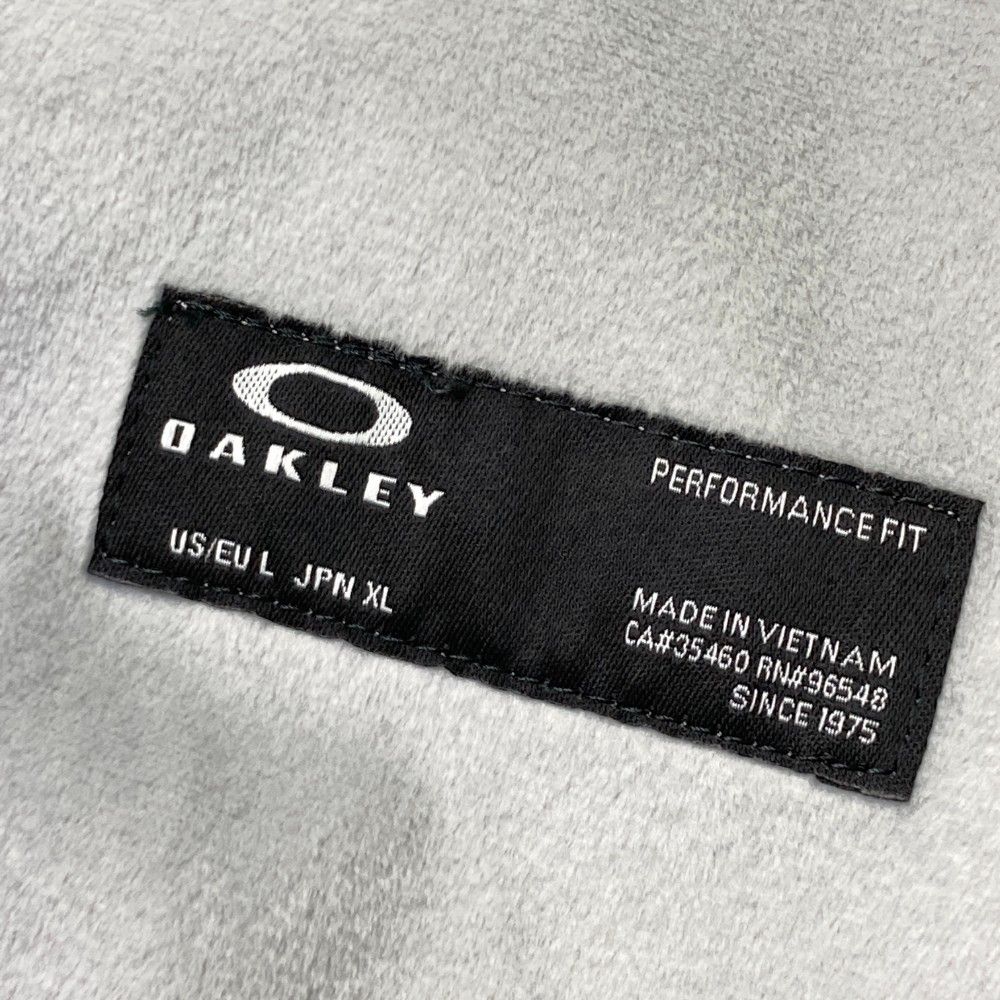 OAKLEY
US/EU L JPN XL
PERFORMANCE FIT
MADE IN VIETNAM
CA#35460 RN#96548
SINCE 1975